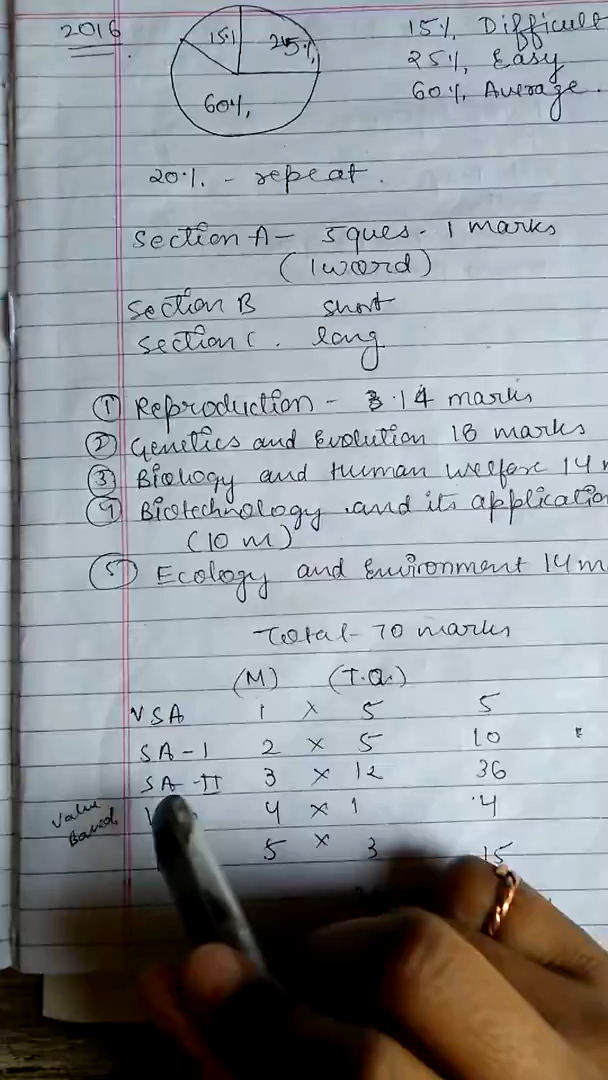 2016
15%
25%
60%
15% Difficult
25% Easy
60% Average.
20%. - repeat.
Section A - 5 ques - 1 marks
(1 word)
Section B short
Section C. long
① Reproduction - 14 marks
② Genetics and Evolution 18 marks
③ Biology and Human welfare 14 m
④ Biotechnology and its application
(10 m)
⑤ Ecology and Environment 14 m
Total - 70 marks
(M) (T.Q.)
VSA 1 x 5 5
SA-I 2 x 5 10
SA-II 3 x 12 36
Value Based 4 x 1 4
5 x 3 15